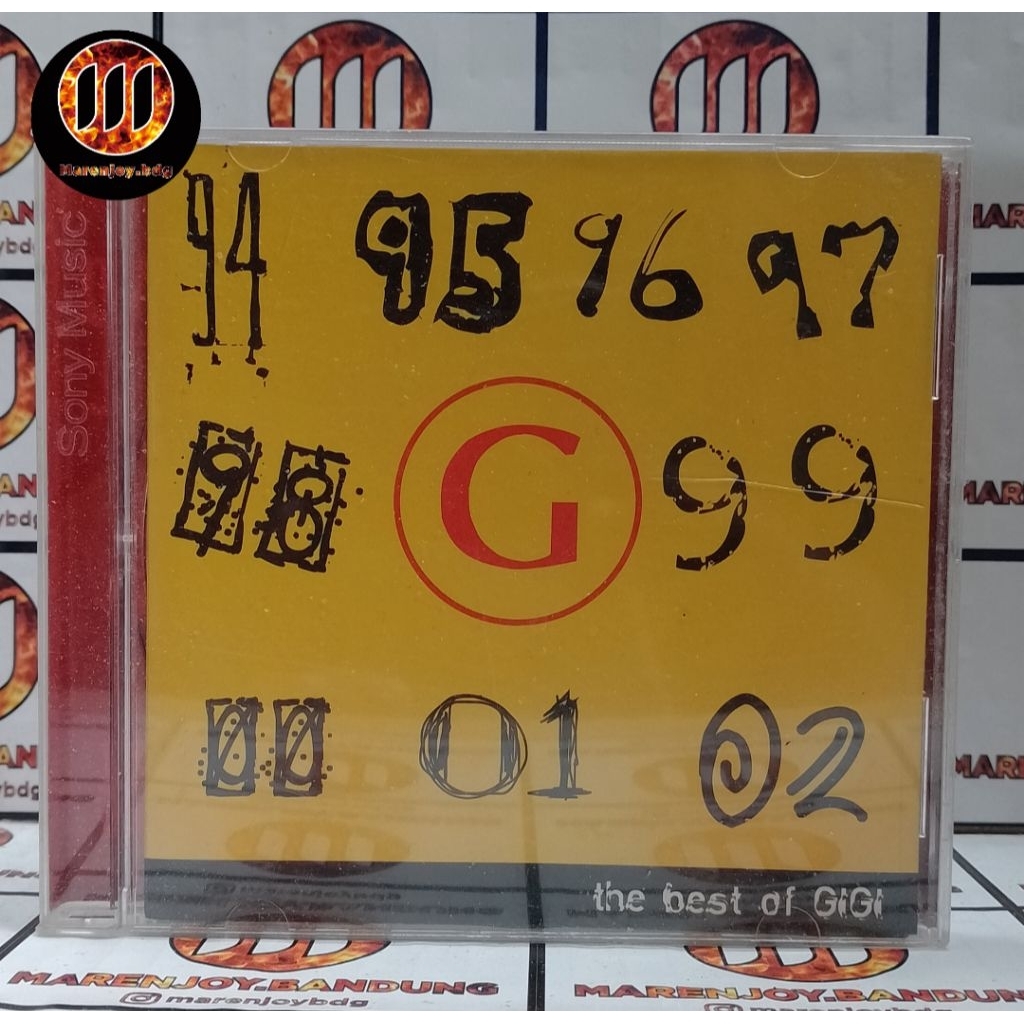 Marenjoy.bdg
Sony Music
94 95 96 97
98 G 99
00 01 02
the best of GIGI
MARENJOY.BANDUNG
marenjoybdg
MARENJOY.BANDUNG
marenjoybdg